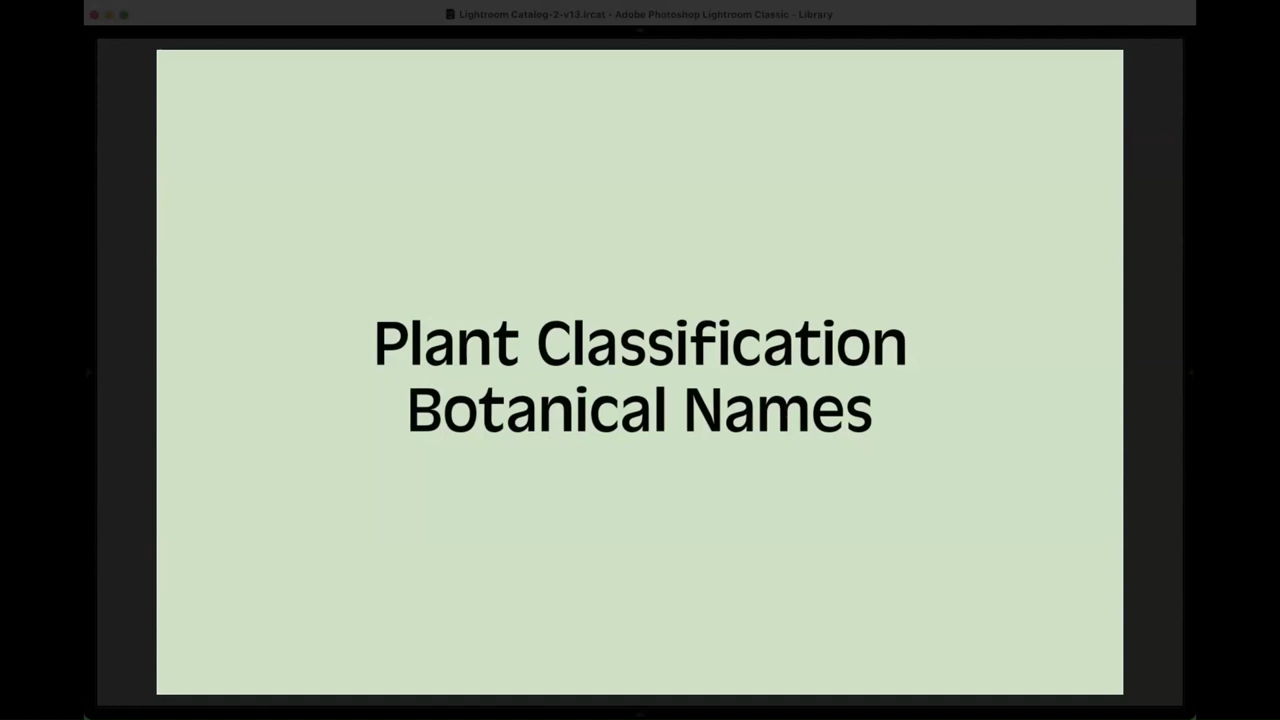 Lightroom Catalog-2-v13.lrcat - Adobe Photoshop Lightroom Classic - Library
Plant Classification
Botanical Names